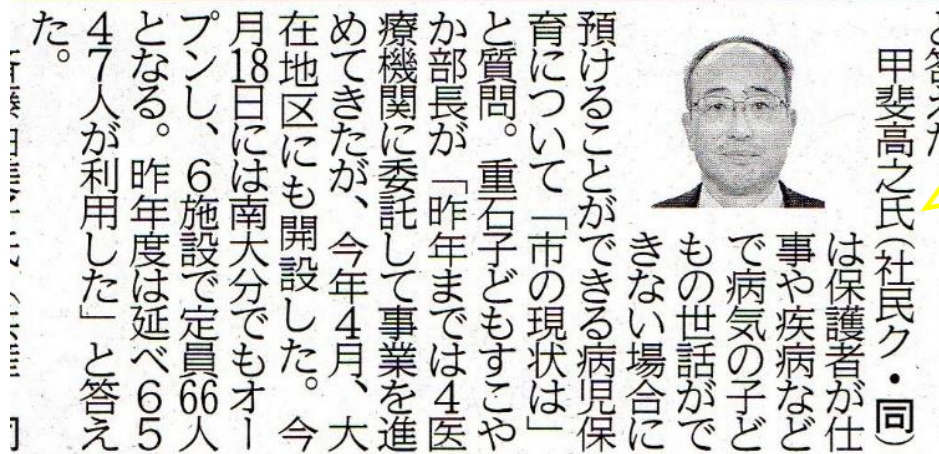 と答えた
甲斐高之氏(社民ク・同)
は保護者が仕
事や疾病など
で病気の子ど
もの世話がで
きない場合に
預けることができる病児保
育について「市の現状は」
と質問。重石子どもすこや
か部長が「昨年までは4医
療機関に委託して事業を進
めてきたが、今年4月、大
在地区にも開設した。今
月18日には南大分でもオー
プンし、6施設で定員66人
となる。昨年度は延べ65
47人が利用した」と答え
た。